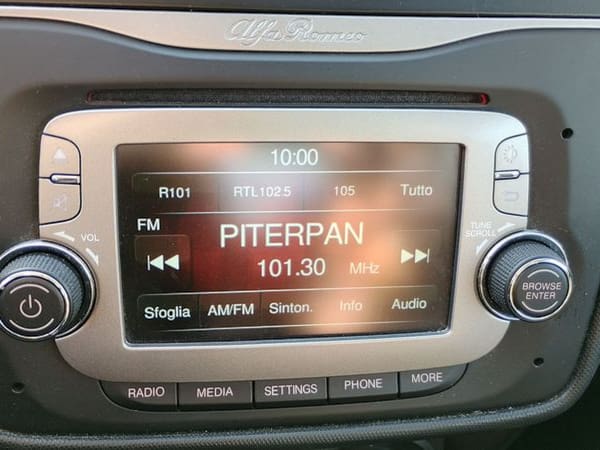 Alfa Romeo
10:00
R101 RTL102.5 105 Tutto
FM
PITERPAN
101.30 MHz
Sfoglia AM/FM Sinton. Info Audio
VOL
TUNE
SCROLL
BROWSE
ENTER
RADIO MEDIA SETTINGS PHONE MORE